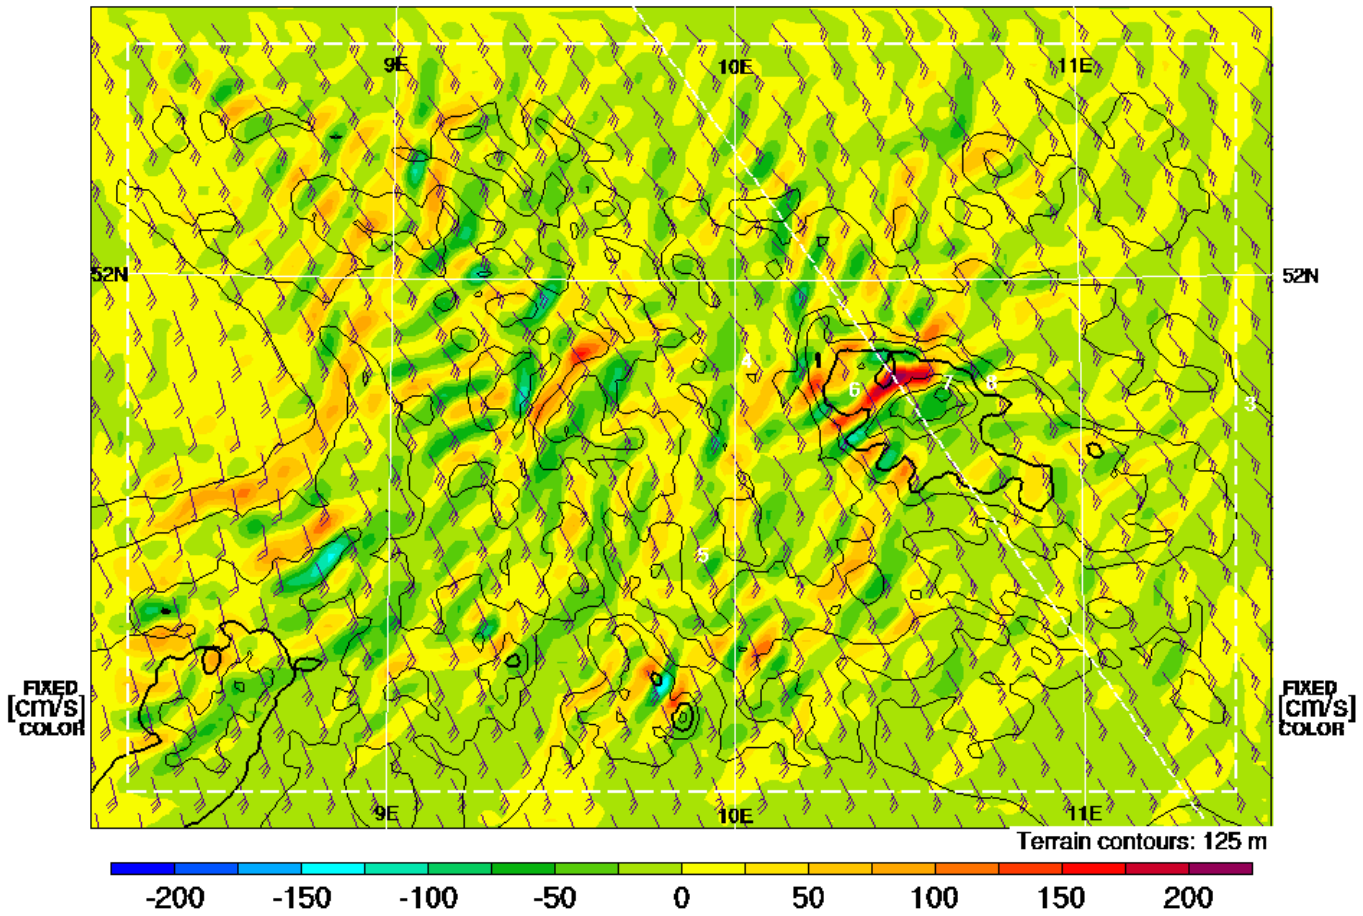 9E 10E 11E
52N 52N
1
4
6 7 8
3
5
FIXED
[CM/S]
COLOR
FIXED
[CM/S]
COLOR
9E 10E 11E
Terrain contours: 125 m
-200 -150 -100 -50 0 50 100 150 200